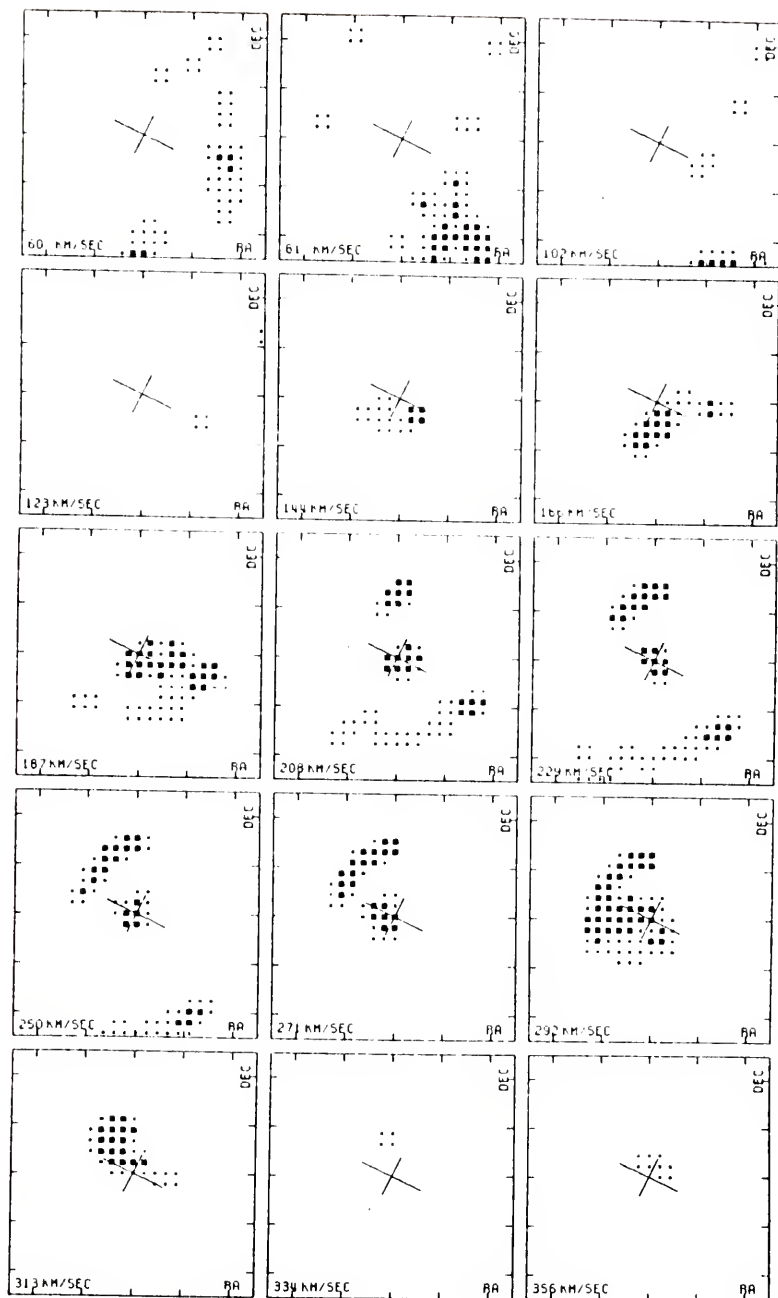 DEC
60 KM/SEC RA
DEC
81 KM/SEC RA
DEC
102 KM/SEC RA
DEC
123 KM/SEC RA
DEC
144 KM/SEC RA
DEC
166 KM/SEC RA
DEC
187 KM/SEC RA
DEC
208 KM/SEC RA
DEC
229 KM/SEC RA
DEC
250 KM/SEC RA
DEC
271 KM/SEC RA
DEC
292 KM/SEC RA
DEC
313 KM/SEC RA
DEC
334 KM/SEC RA
DEC
356 KM/SEC RA